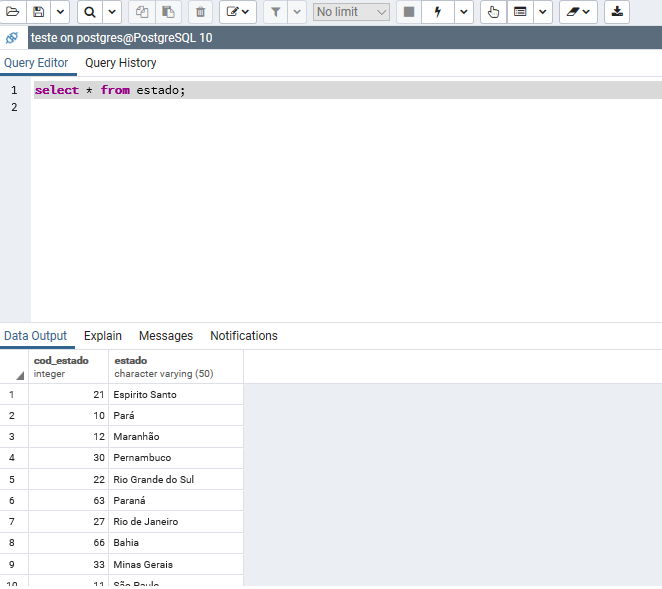 No limit
teste on postgres@PostgreSQL 10
Query Editor Query History
1 select * from estado;
2
Data Output Explain Messages Notifications
cod_estado estado
integer character varying (50)
1 21 Espirito Santo
2 10 Pará
3 12 Maranhão
4 30 Pernambuco
5 22 Rio Grande do Sul
6 63 Paraná
7 27 Rio de Janeiro
8 66 Bahia
9 33 Minas Gerais
10 11 São Paulo